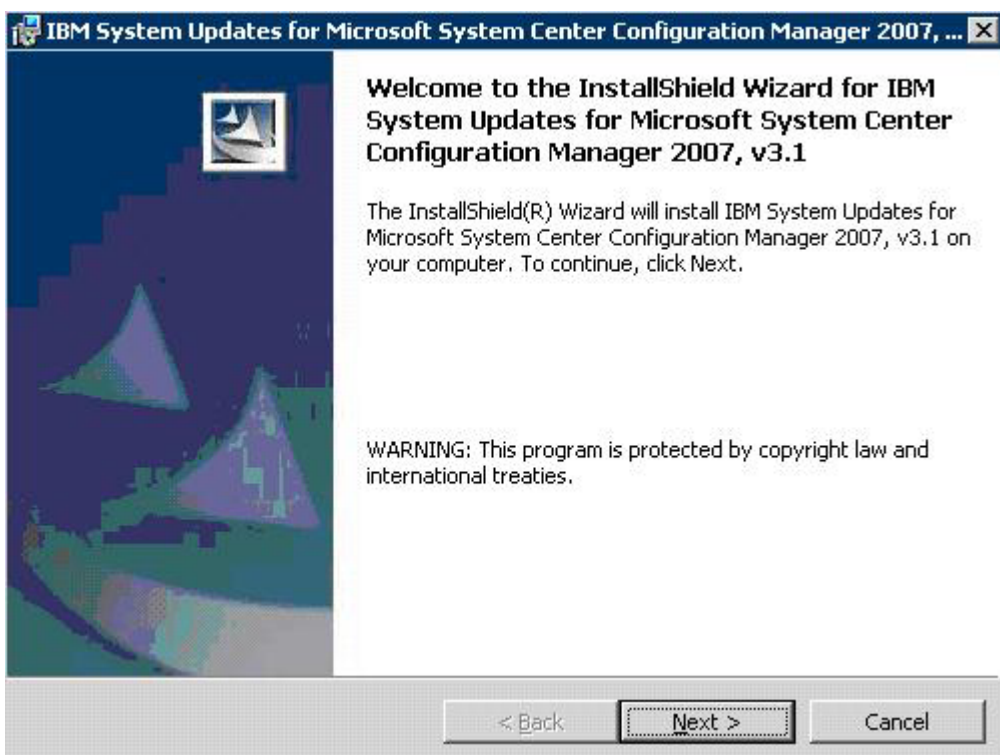 IBM System Updates for Microsoft System Center Configuration Manager 2007, ...
Welcome to the InstallShield Wizard for IBM
System Updates for Microsoft System Center
Configuration Manager 2007, v3.1
The InstallShield(R) Wizard will install IBM System Updates for
Microsoft System Center Configuration Manager 2007, v3.1 on
your computer. To continue, click Next.
WARNING: This program is protected by copyright law and
international treaties.
< Back
Next >
Cancel